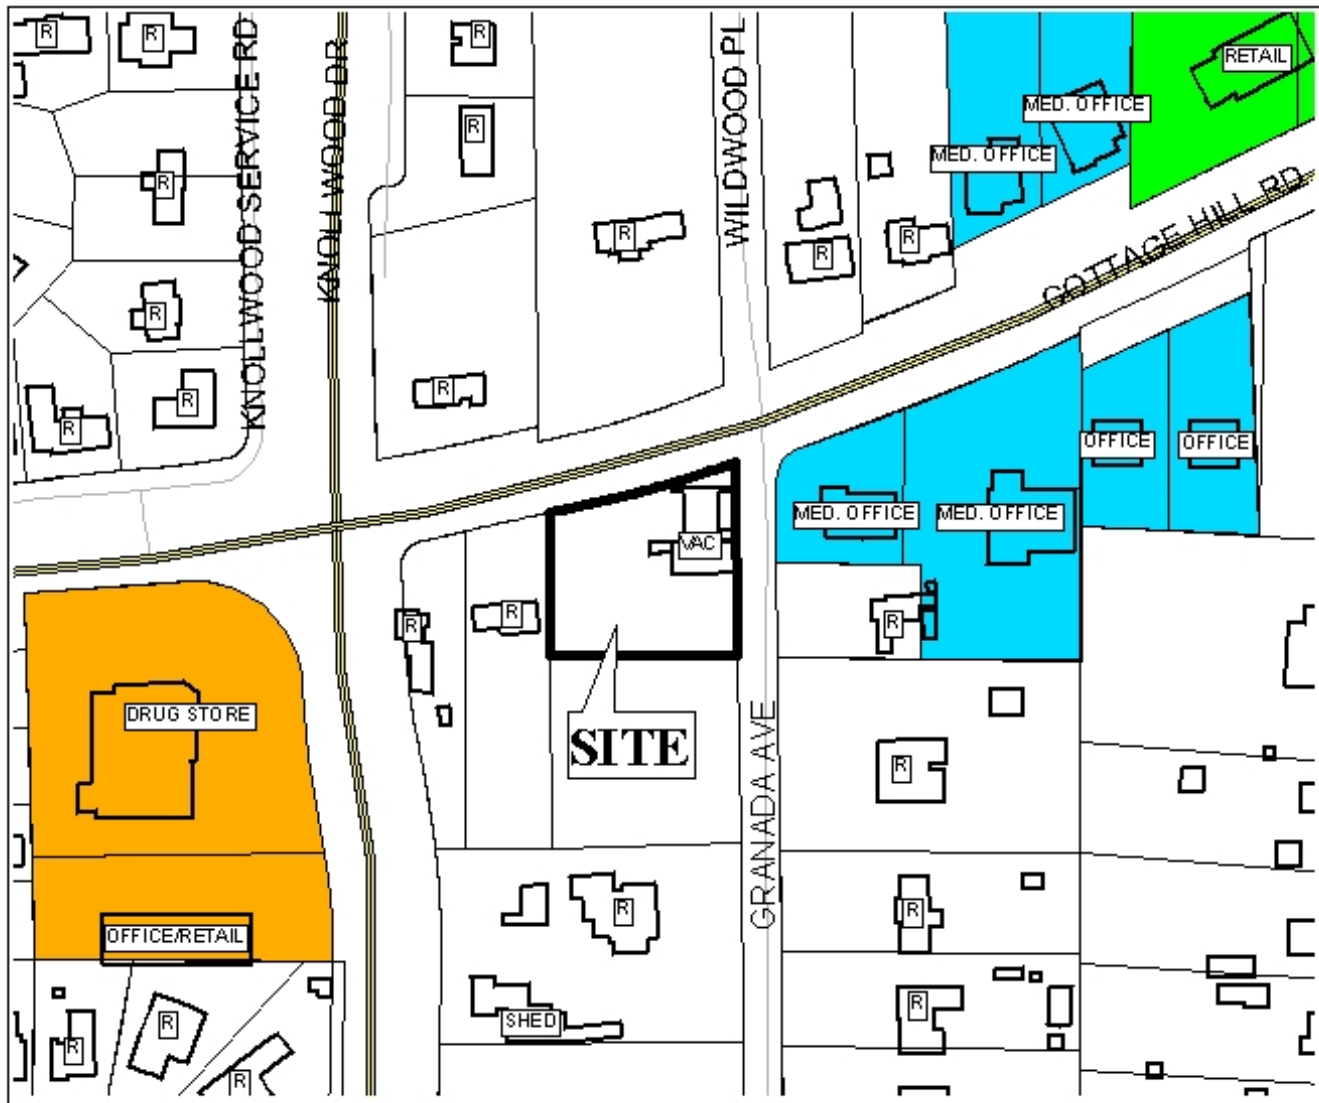 R
R
KNOLLWOOD SERVICE RD
KNOLLWOOD DR
R
WILDWOOD PL
RETAIL
MED. OFFICE
R
MED. OFFICE
R
COTTAGE HILL RD
R
R
R
R
R
R
R
OFFICE
OFFICE
MED. OFFICE
MED. OFFICE
VAC
R
R
R
DRUG STORE
SITE
GRANADA AVE
R
R
R
OFFICE/RETAIL
R
SHED
R
R
R